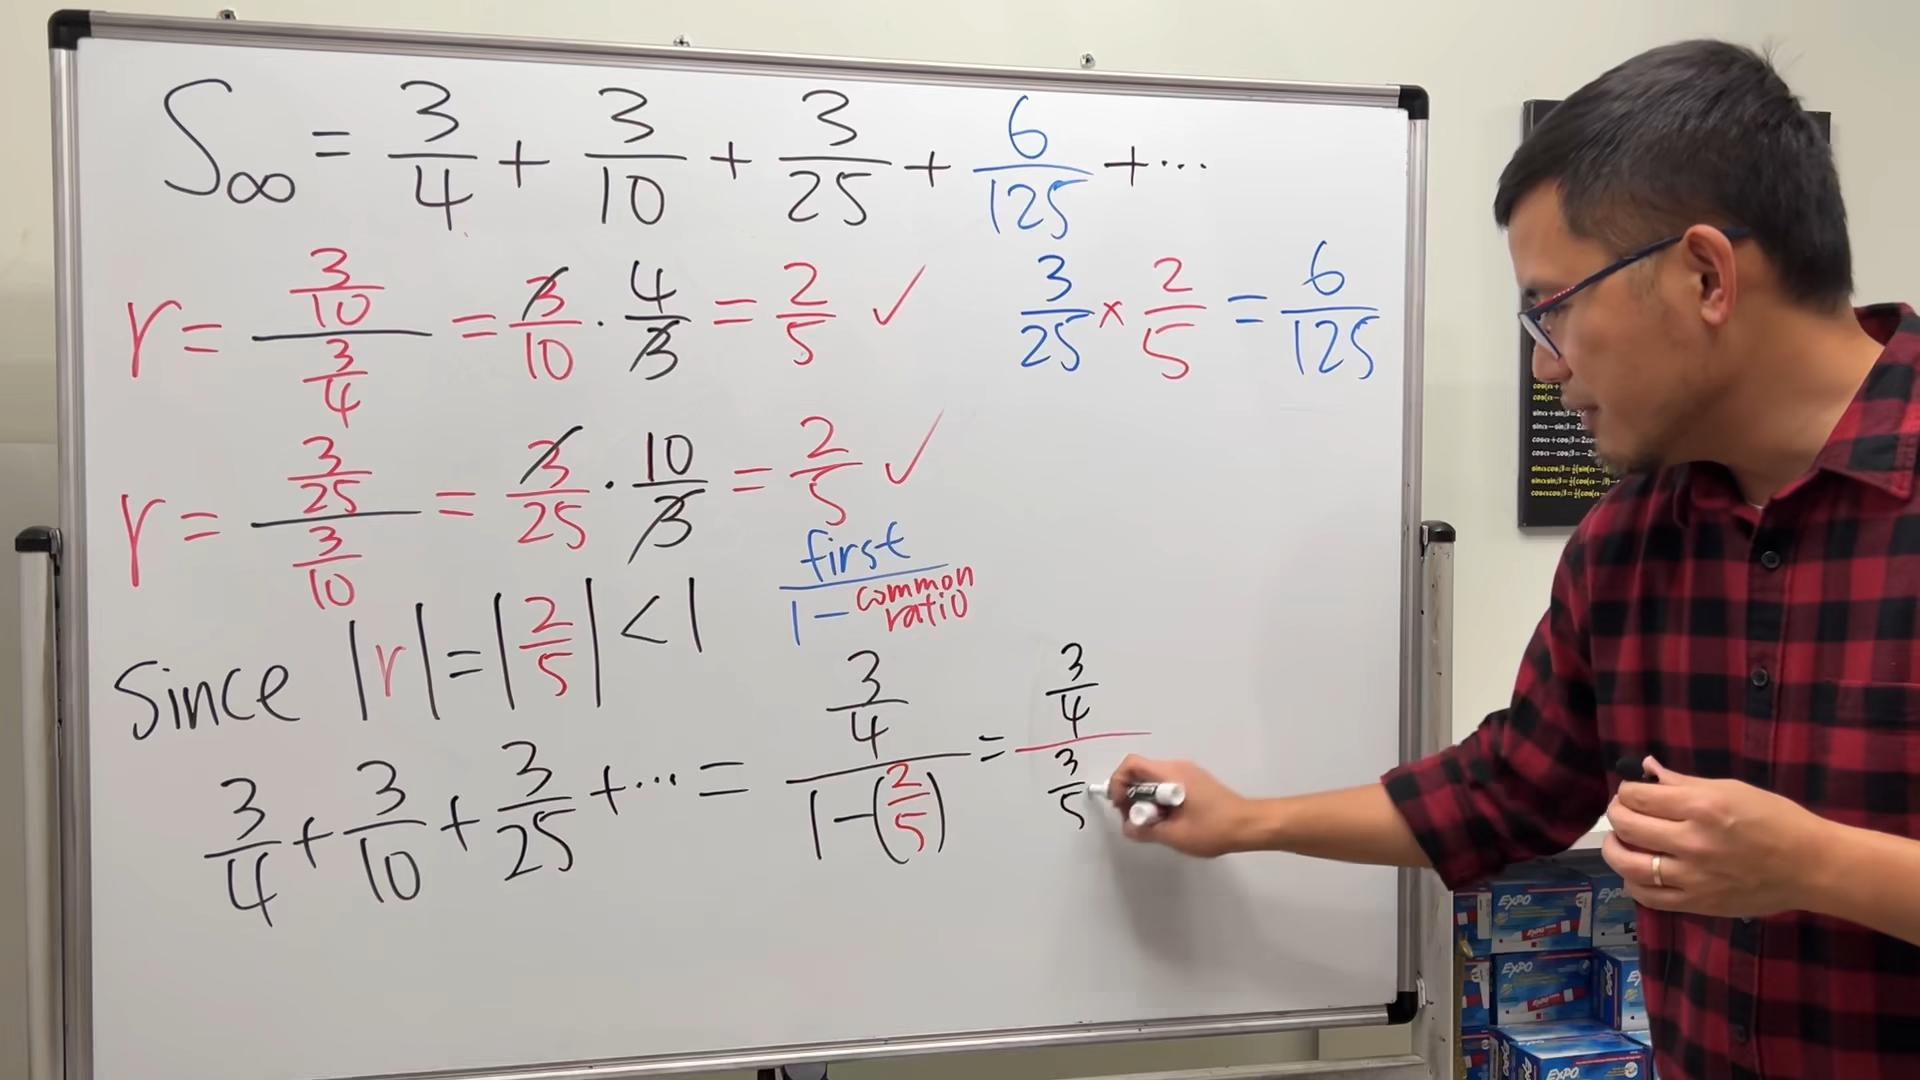 S∞ = 3/4 + 3/10 + 3/25 + 6/125 + ...
r = (3/10)/(3/4) = 3/10 · 4/3 = 2/5 ✓
3/25 × 2/5 = 6/125
r = (3/25)/(3/10) = 3/25 · 10/3 = 2/5 ✓
first
1 - common ratio
Since |r| = |2/5| < 1
3/4 + 3/10 + 3/25 + ... = (3/4)/(1-(2/5)) = (3/4)/(3/5)
EXPO
EXPO
EXPO